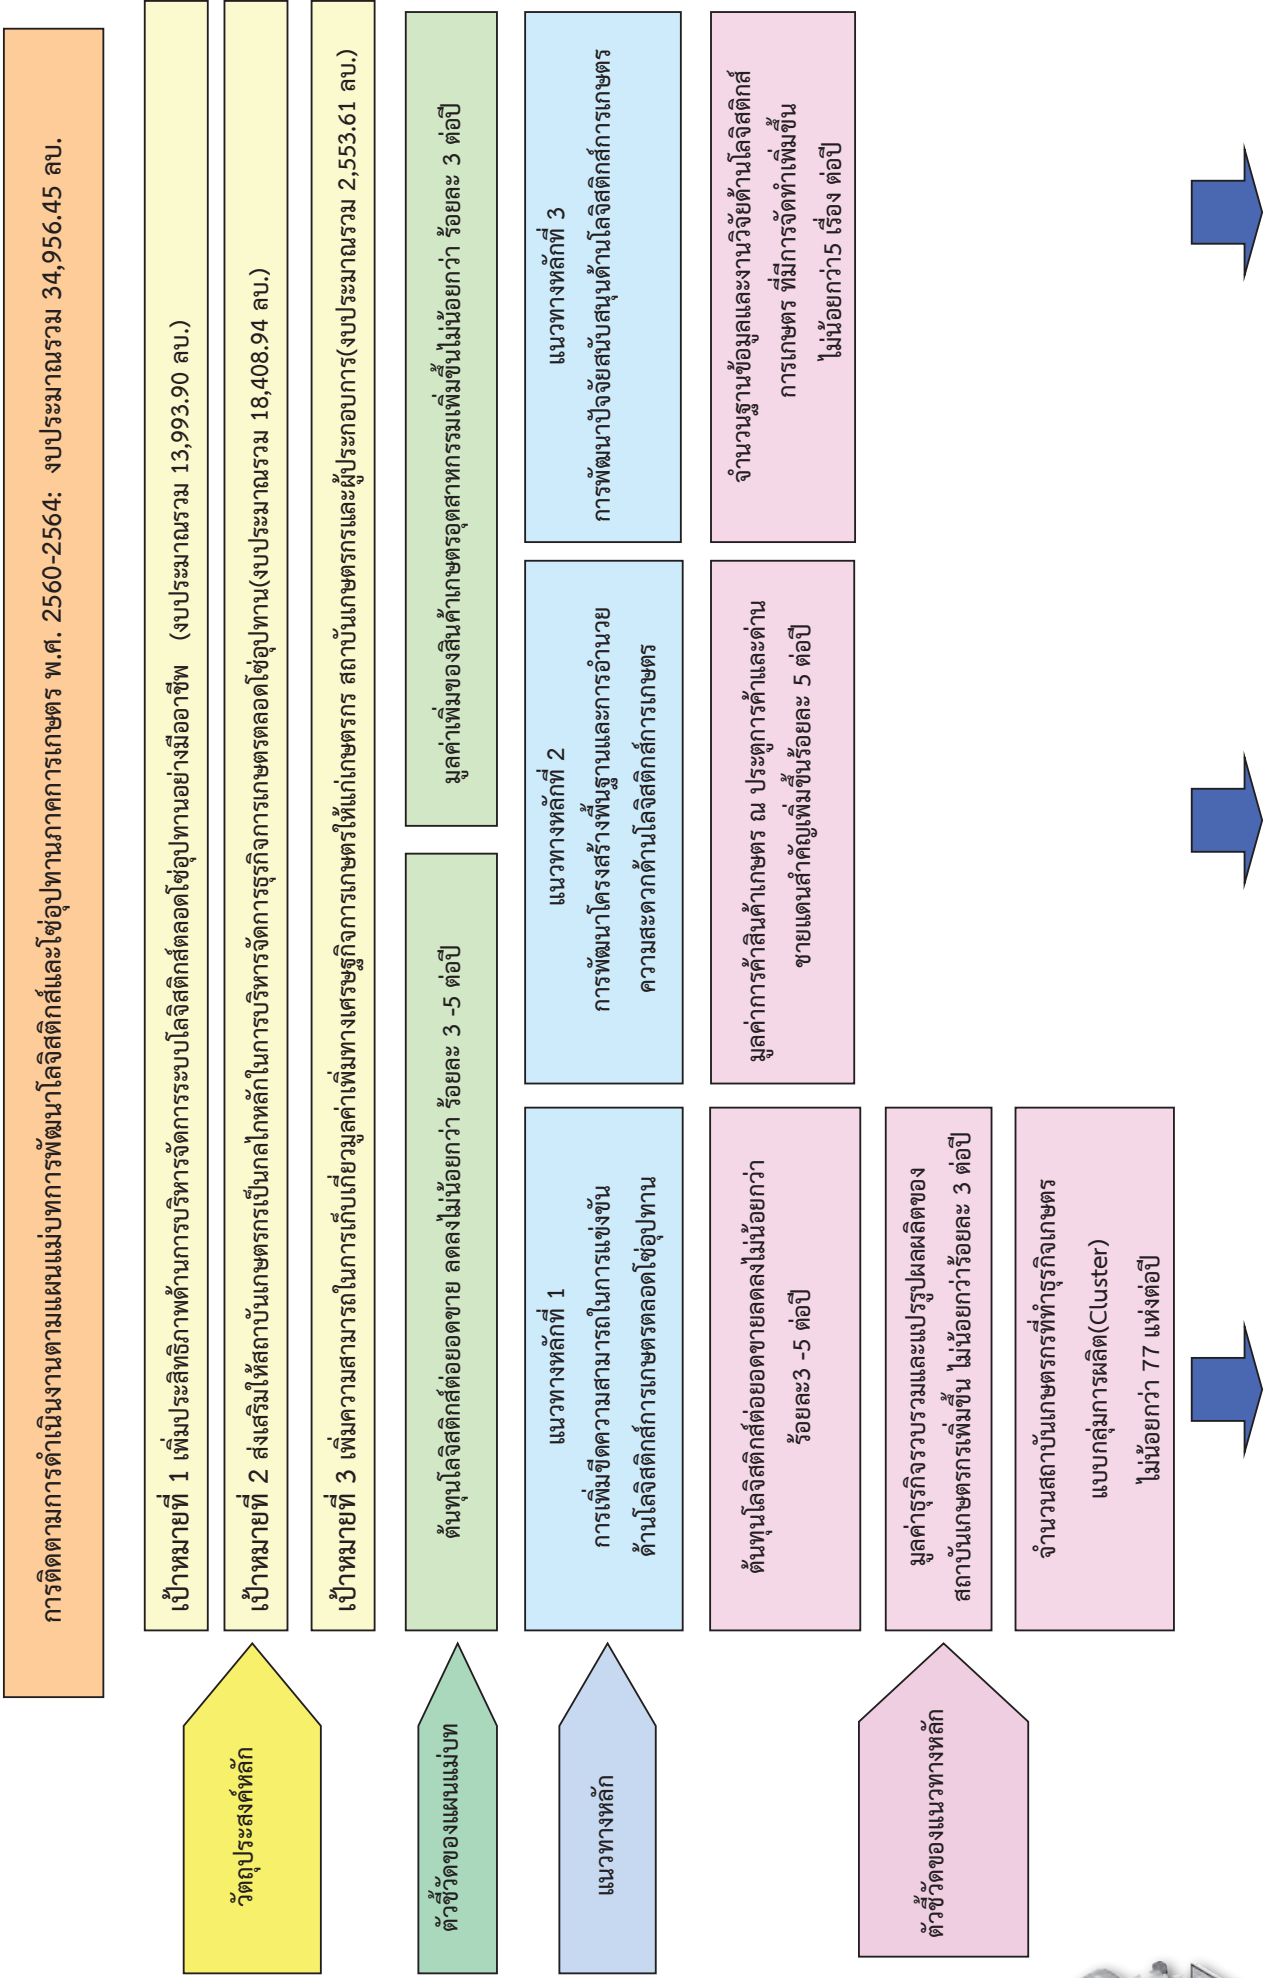 การติดตามการดำเนินงานตามแผนแม่บทการพัฒนาโลจิสติกส์และโซ่อุปทานภาคการเกษตร พ.ศ. 2560-2564: งบประมาณรวม 34,956.45 ลบ.
วัตถุประสงค์หลัก
เป้าหมายที่ 1 เพิ่มประสิทธิภาพด้านการบริหารจัดการระบบโลจิสติกส์ตลอดโซ่อุปทานอย่างมืออาชีพ (งบประมาณรวม 13,993.90 ลบ.)
เป้าหมายที่ 2 ส่งเสริมให้สถาบันเกษตรกรเป็นกลไกหลักในการบริหารจัดการธุรกิจการเกษตรตลอดโซ่อุปทาน(งบประมาณรวม 18,408.94 ลบ.)
เป้าหมายที่ 3 เพิ่มความสามารถในการเก็บเกี่ยวมูลค่าเพิ่มทางเศรษฐกิจการเกษตรให้แก่เกษตรกร สถาบันเกษตรกรและผู้ประกอบการ(งบประมาณรวม 2,553.61 ลบ.)
ตัวชี้วัดของแผนแม่บท
ต้นทุนโลจิสติกส์ต่อยอดขาย ลดลงไม่น้อยกว่า ร้อยละ 3 -5 ต่อปี
มูลค่าเพิ่มของสินค้าเกษตรอุตสาหกรรมเพิ่มขึ้นไม่น้อยกว่า ร้อยละ 3 ต่อปี
แนวทางหลัก
แนวทางหลักที่ 1
การเพิ่มขีดความสามารถในการแข่งขัน
ด้านโลจิสติกส์การเกษตรตลอดโซ่อุปทาน
แนวทางหลักที่ 2
การพัฒนาโครงสร้างพื้นฐานและการอำนวย
ความสะดวกด้านโลจิสติกส์การเกษตร
แนวทางหลักที่ 3
การพัฒนาปัจจัยสนับสนุนด้านโลจิสติกส์การเกษตร
ตัวชี้วัดของแนวทางหลัก
ต้นทุนโลจิสติกส์ต่อยอดขายลดลงไม่น้อยกว่า
ร้อยละ3 -5 ต่อปี
มูลค่าธุรกิจรวบรวมและแปรรูปผลผลิตของ
สถาบันเกษตรกรเพิ่มขึ้น ไม่น้อยกว่าร้อยละ 3 ต่อปี
จำนวนสถาบันเกษตรกรที่ทำธุรกิจเกษตร
แบบกลุ่มการผลิต(Cluster)
ไม่น้อยกว่า 77 แห่งต่อปี
มูลค่าการค้าสินค้าเกษตร ณ ประตูการค้าและด่าน
ชายแดนสำคัญเพิ่มขึ้นร้อยละ 5 ต่อปี
จำนวนฐานข้อมูลและงานวิจัยด้านโลจิสติกส์
การเกษตร ที่มีการจัดทำเพิ่มขึ้น
ไม่น้อยกว่า5 เรื่อง ต่อปี